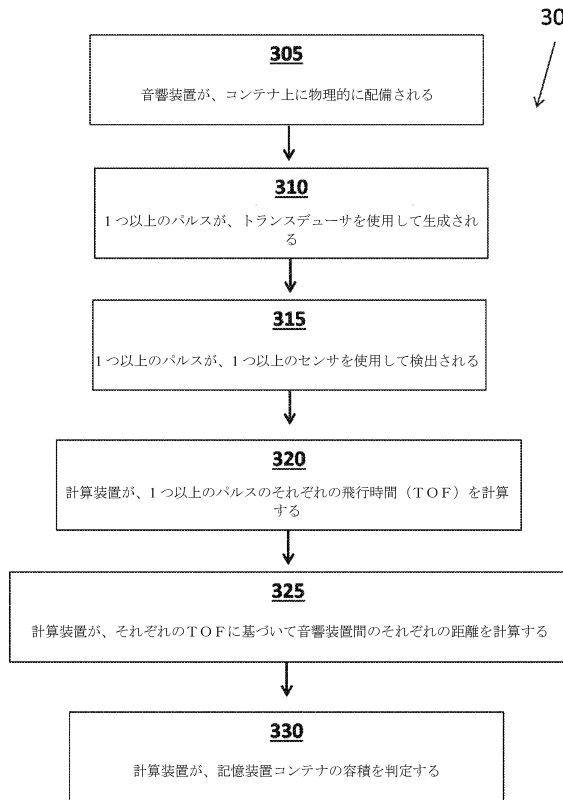 30
305
音響装置が、コンテナ上に物理的に配備される
310
1つ以上のパルスが、トランスデューサを使用して生成され
る
315
1つ以上のパルスが、1つ以上のセンサを使用して検出される
320
計算装置が、1つ以上のパルスのそれぞれの飛行時間（TOF）を計算
する
325
計算装置が、それぞれのTOFに基づいて音響装置間のそれぞれの距離を計算する
330
計算装置が、記憶装置コンテナの容積を判定する